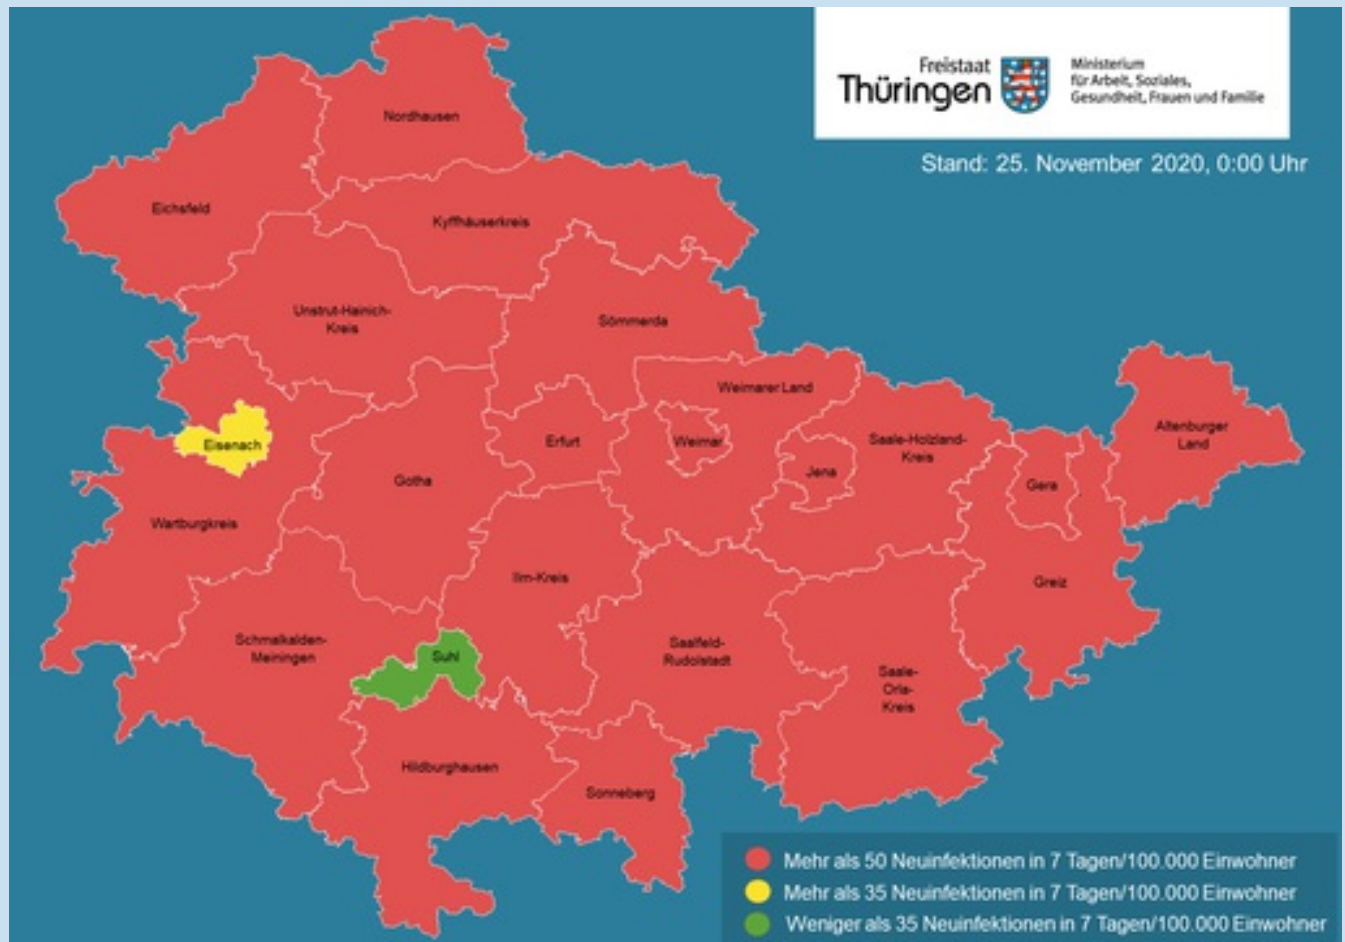 Freistaat
Thüringen
Ministerium
für Arbeit, Soziales,
Gesundheit, Frauen und Familie
Stand: 25. November 2020, 0:00 Uhr
Nordhausen
Eichsfeld
Kyffhäuserkreis
Unstrut-Hainich-
Kreis
Sömmerda
Weimarer Land
Eisenach
Erfurt
Weimar
Saale-Holzland-
Kreis
Altenburger
Land
Jena
Gotha
Gera
Wartburgkreis
Ilm-Kreis
Greiz
Schmalkalden-
Meiningen
Suhl
Saalfeld-
Rudolstadt
Saale-
Orla-
Kreis
Hildburghausen
Sonneberg
Mehr als 50 Neuinfektionen in 7 Tagen/100.000 Einwohner
Mehr als 35 Neuinfektionen in 7 Tagen/100.000 Einwohner
Weniger als 35 Neuinfektionen in 7 Tagen/100.000 Einwohner